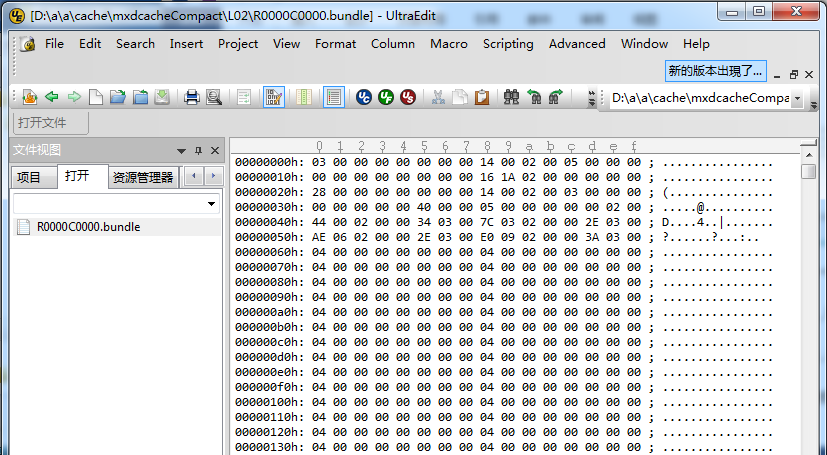 [D:\a\a\cache\mxdcacheCompact\L02\R0000C0000.bundle] - UltraEdit
File Edit Search Insert Project View Format Column Macro Scripting Advanced Window Help
新的版本出現了...
D:\a\a\cache\mxdcacheCompa
打开文件
文件视图
项目 打开 资源管理器
R0000C0000.bundle
0 1 2 3 4 5 6 7 8 9 a b c d e f
00000000h: 03 00 00 00 00 00 00 00 14 00 02 00 05 00 00 00 ; ................
00000010h: 00 00 00 00 00 00 00 00 16 1A 02 00 00 00 00 00 ; ................
00000020h: 28 00 00 00 00 00 00 00 14 00 02 00 03 00 00 00 ; (...............
00000030h: 00 00 00 00 40 00 00 05 00 00 00 00 00 02 00 ; .....@.........
00000040h: 44 00 02 00 00 34 03 00 7C 03 02 00 00 2E 03 00 ; D....4..|.......
00000050h: AE 06 02 00 00 2E 03 00 E0 09 02 00 00 3A 03 00 ; ?......?...:..
00000060h: 04 00 00 00 00 04 00 00 00 00 04 00 00 00 00 ; ................
00000070h: 04 00 00 00 00 00 00 00 04 00 00 00 00 00 00 00 ; ................
00000080h: 04 00 00 00 00 00 00 00 04 00 00 00 00 00 00 00 ; ................
00000090h: 04 00 00 00 00 00 00 00 04 00 00 00 00 00 00 00 ; ................
000000a0h: 04 00 00 00 00 00 00 00 04 00 00 00 00 00 00 00 ; ................
000000b0h: 04 00 00 00 00 00 00 00 04 00 00 00 00 00 00 00 ; ................
000000c0h: 04 00 00 00 00 00 00 00 04 00 00 00 00 00 00 00 ; ................
000000d0h: 04 00 00 00 00 00 00 00 04 00 00 00 00 00 00 00 ; ................
000000e0h: 04 00 00 00 00 00 00 00 04 00 00 00 00 00 00 00 ; ................
000000f0h: 04 00 00 00 00 00 00 00 04 00 00 00 00 00 00 00 ; ................
00000100h: 04 00 00 00 00 00 00 00 04 00 00 00 00 00 00 00 ; ................
00000110h: 04 00 00 00 00 00 00 00 04 00 00 00 00 00 00 00 ; ................
00000120h: 04 00 00 00 00 00 00 00 04 00 00 00 00 00 00 00 ; ................
00000130h: 04 00 00 00 00 00 00 00 04 00 00 00 00 00 00 00 ; ................